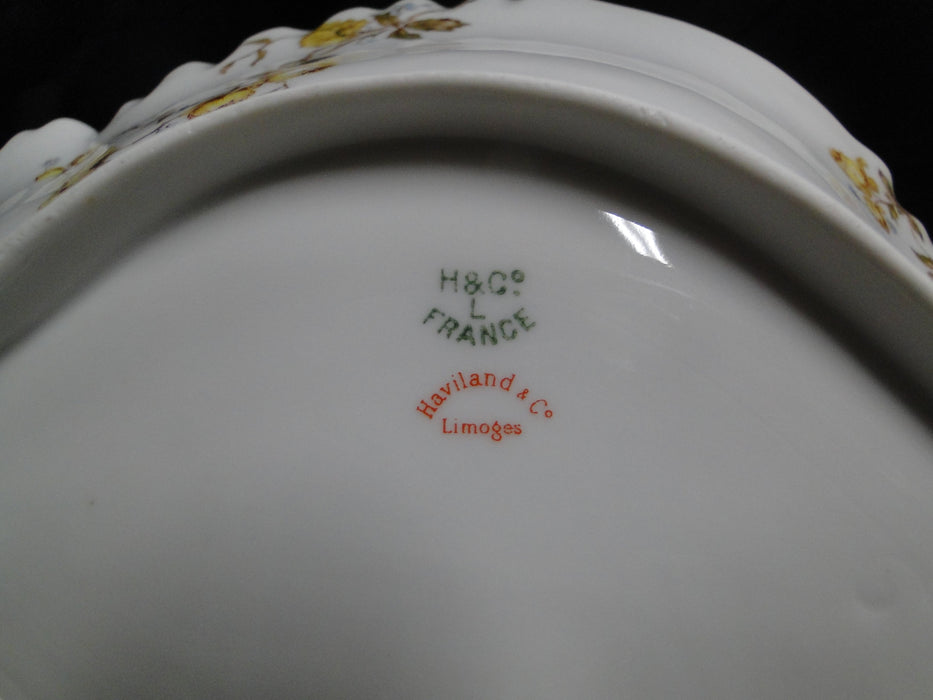 H & Co
L
FRANCE
Haviland & Co
Limoges